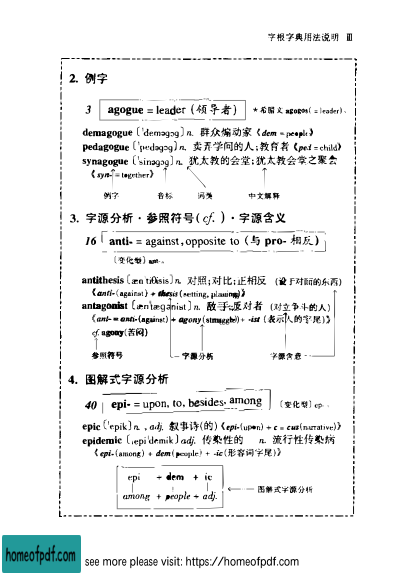 字根字典用法说明 Ⅲ
2. 例字
3 agogue = leader (领导者) ★希腊文 agogos( = leader)。
demagogue [ˈdeməgɔg] n. 群众煽动家《dem = people》
pedagogue [ˈpedəgɔg] n. 卖弄学问的人;教育者《ped = child》
synagogue [ˈsinəgɔg] n. 犹太教的会堂;犹太教会堂之聚会
《syn- = together》
例字 音标 词类 中文解释
3. 字源分析·参照符号(cf. )·字源含义
16 anti- = against, opposite to (与 pro- 相反)
〔变化型〕ant-。
antithesis [ænˈtiθisis] n. 对照;对比;正相反 (设于对面的东西)
《anti- (against) + thesis (setting, planning)》
antagonist [ænˈtægənist] n. 敌手;反对者 (对立争斗的人)
《ant- = anti- (against) + agony (struggle) + -ist (表示人的字尾)》
cf. agony (苦闷)
参照符号 字源分析 字源含意
4. 图解式字源分析
40 epi- = upon, to, besides, among 〔变化型〕ep-。
epic [ˈepik] n., adj. 叙事诗(的)《epi- (upon) + c = cus (narrative)》
epidemic [ˌepiˈdemik] adj. 传染性的 n. 流行性传染病
《epi- (among) + dem (people) + -ic (形容词字尾)》
epi + dem + ic
among + people + adj.
图解式字源分析
homeofpdf.com
see more please visit: https://homeofpdf.com